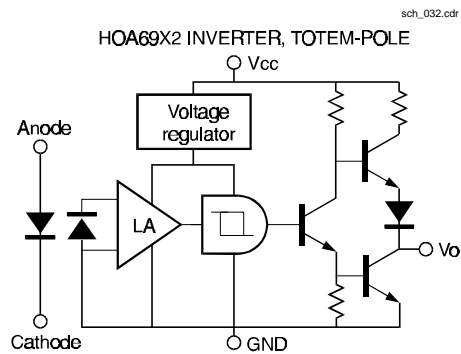 sch_032.cdr
HOA69X2 INVERTER, TOTEM-POLE
Vcc
Voltage
regulator
Anode
LA
Vo
Cathode
GND